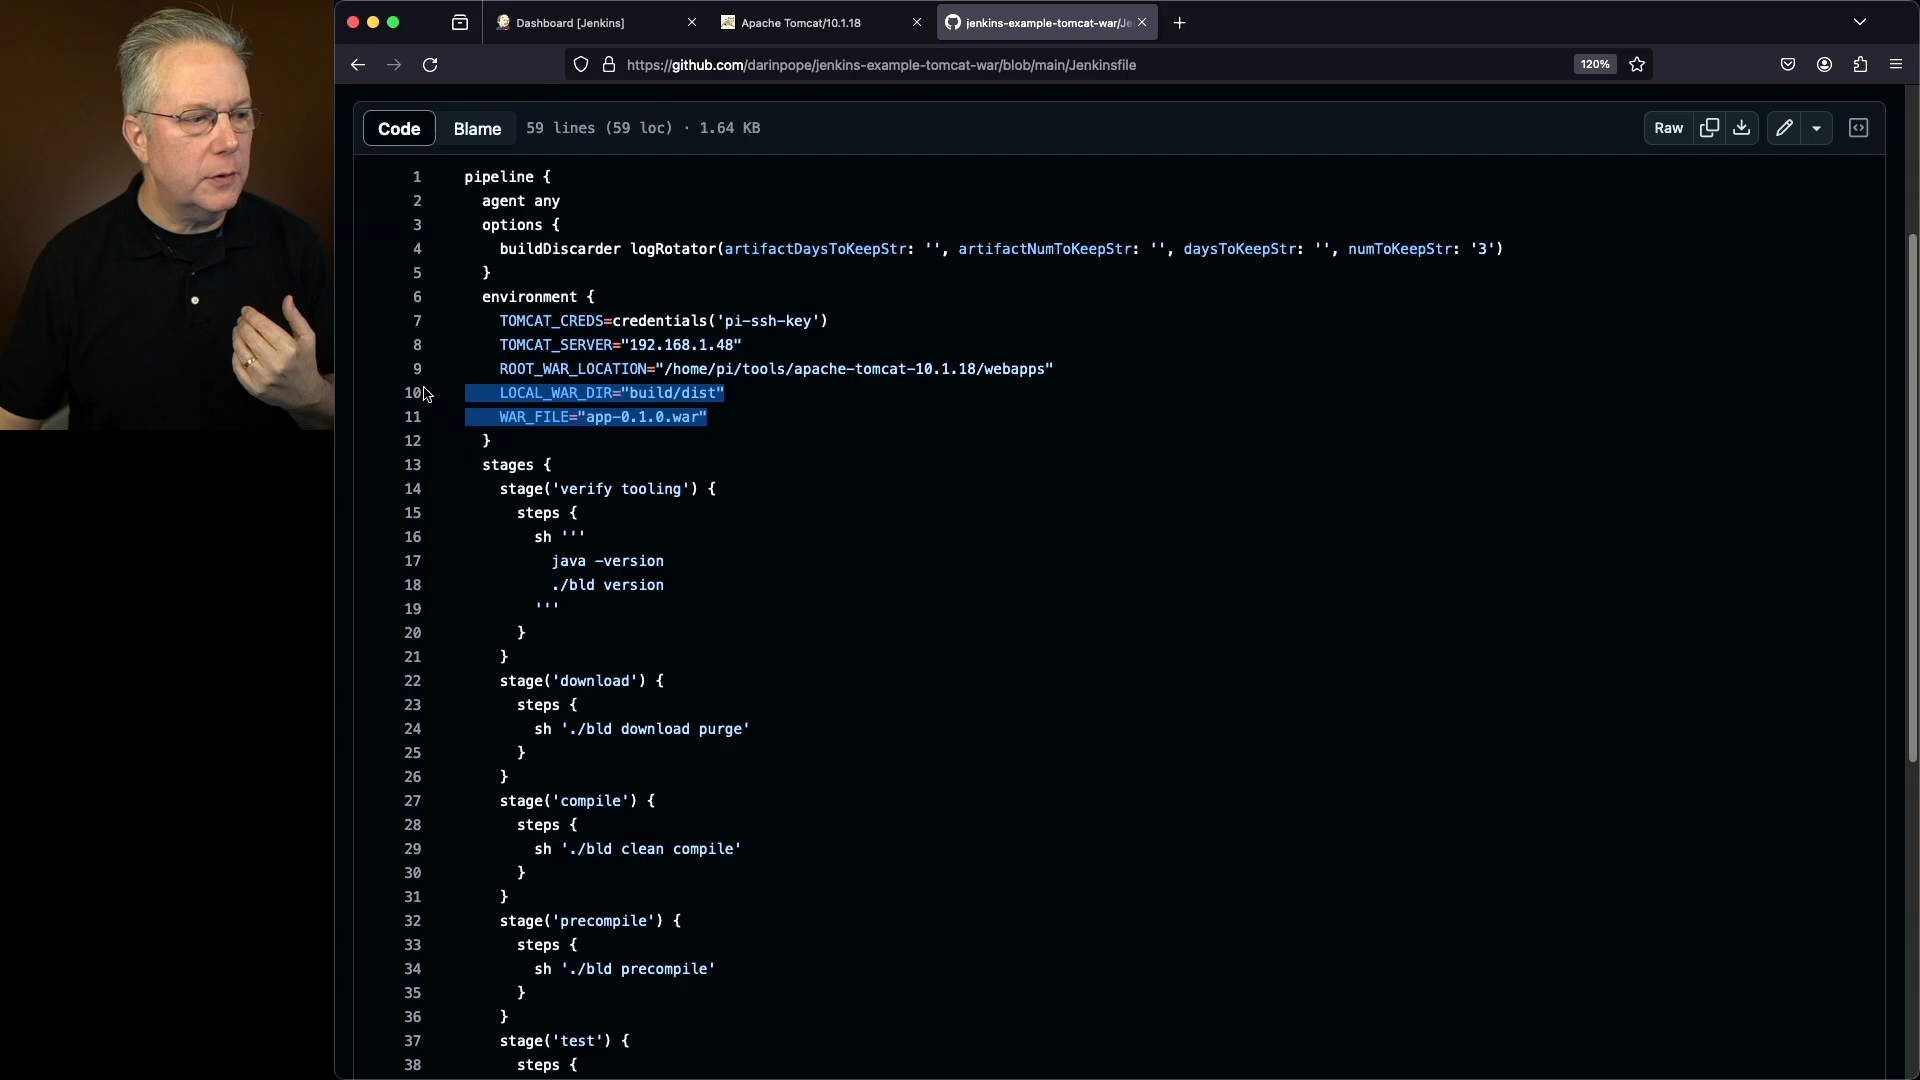 Dashboard [Jenkins]
Apache Tomcat/10.1.18
jenkins-example-tomcat-war/Je
https://github.com/darinpope/jenkins-example-tomcat-war/blob/main/Jenkinsfile
120%
Code
Blame
59 lines (59 loc) · 1.64 KB
Raw
1 pipeline {
2 agent any
3 options {
4 buildDiscarder logRotator(artifactDaysToKeepStr: '', artifactNumToKeepStr: '', daysToKeepStr: '', numToKeepStr: '3')
5 }
6 environment {
7 TOMCAT_CREDS=credentials('pi-ssh-key')
8 TOMCAT_SERVER="192.168.1.48"
9 ROOT_WAR_LOCATION="/home/pi/tools/apache-tomcat-10.1.18/webapps"
10 LOCAL_WAR_DIR="build/dist"
11 WAR_FILE="app-0.1.0.war"
12 }
13 stages {
14 stage('verify tooling') {
15 steps {
16 sh '''
17 java -version
18 ./bld version
19 '''
20 }
21 }
22 stage('download') {
23 steps {
24 sh './bld download purge'
25 }
26 }
27 stage('compile') {
28 steps {
29 sh './bld clean compile'
30 }
31 }
32 stage('precompile') {
33 steps {
34 sh './bld precompile'
35 }
36 }
37 stage('test') {
38 steps {